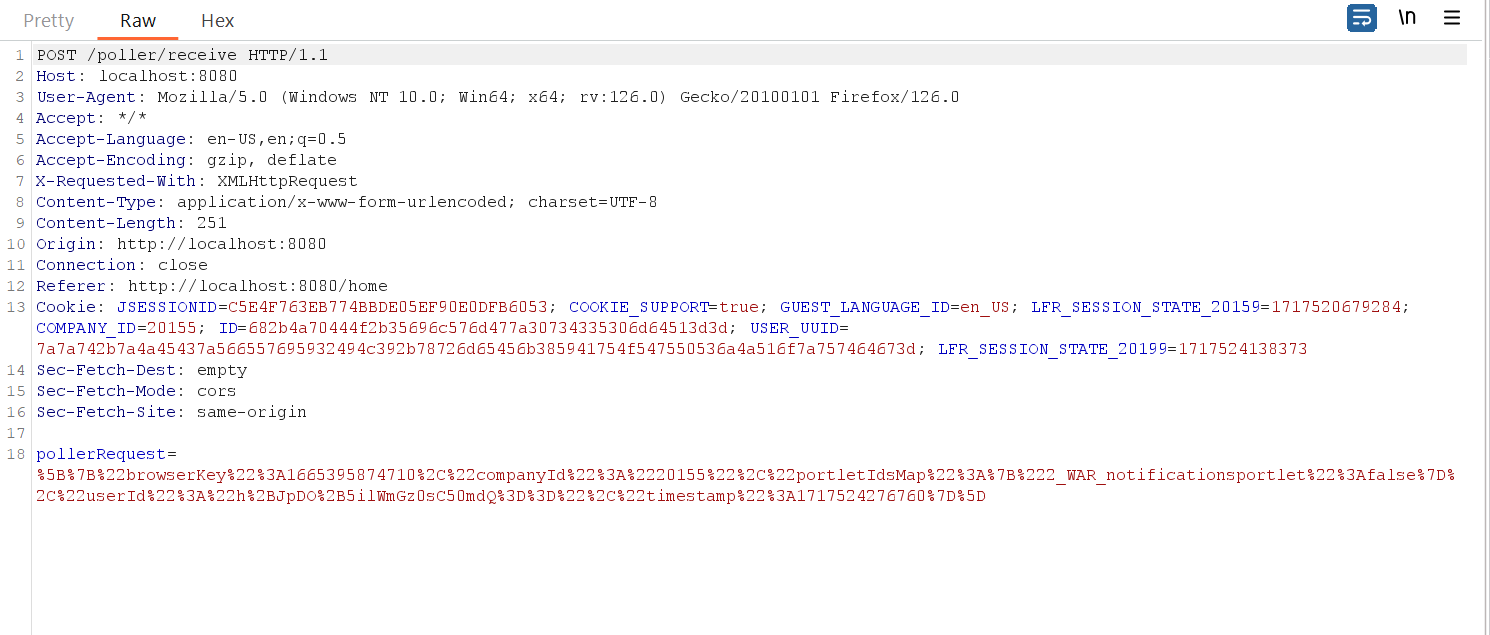 Pretty Raw Hex \n
1 POST /poller/receive HTTP/1.1
2 Host: localhost:8080
3 User-Agent: Mozilla/5.0 (Windows NT 10.0; Win64; x64; rv:126.0) Gecko/20100101 Firefox/126.0
4 Accept: */*
5 Accept-Language: en-US,en;q=0.5
6 Accept-Encoding: gzip, deflate
7 X-Requested-With: XMLHttpRequest
8 Content-Type: application/x-www-form-urlencoded; charset=UTF-8
9 Content-Length: 251
10 Origin: http://localhost:8080
11 Connection: close
12 Referer: http://localhost:8080/home
13 Cookie: JSESSIONID=C5E4F763EB774BBDE05EF90E0DFB6053; COOKIE_SUPPORT=true; GUEST_LANGUAGE_ID=en_US; LFR_SESSION_STATE_20159=1717520679284;
COMPANY_ID=20155; ID=682b4a70444f2b35696c576d477a30734335306d64513d3d; USER_UUID=
7a7a742b7a4a45437a566557695932494c392b78726d65456b385941754f547550536a4a516f7a757464673d; LFR_SESSION_STATE_20199=1717524138373
14 Sec-Fetch-Dest: empty
15 Sec-Fetch-Mode: cors
16 Sec-Fetch-Site: same-origin
17
18 pollerRequest=
%5B%7B%22browserKey%22%3A1665395874710%2C%22companyId%22%3A%2220155%22%2C%22portletIdsMap%22%3A%7B%222_WAR_notificationsportlet%22%3Afalse%7D%
2C%22userId%22%3A%22h%2BJpDO%2B5ilWmGz0sC50mdQ%3D%3D%22%2C%22timestamp%22%3A1717524276760%7D%5D